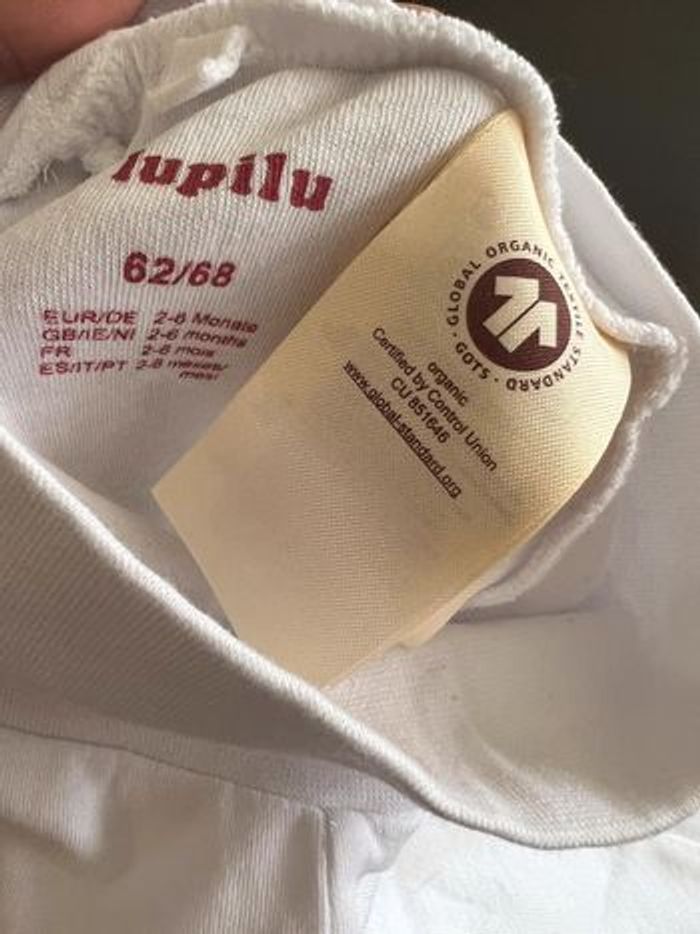 lupilu
62/68
EUR/DE 2-6 Monate
GB/IE/NI 2-6 months
FR 2-6 mois
ES/IT/PT 2-6 meses/
mesi
GLOBAL ORGANIC TEXTILE STANDARD · GOTS ·
organic
Certified by Control Union
CU 851646
www.global-standard.org